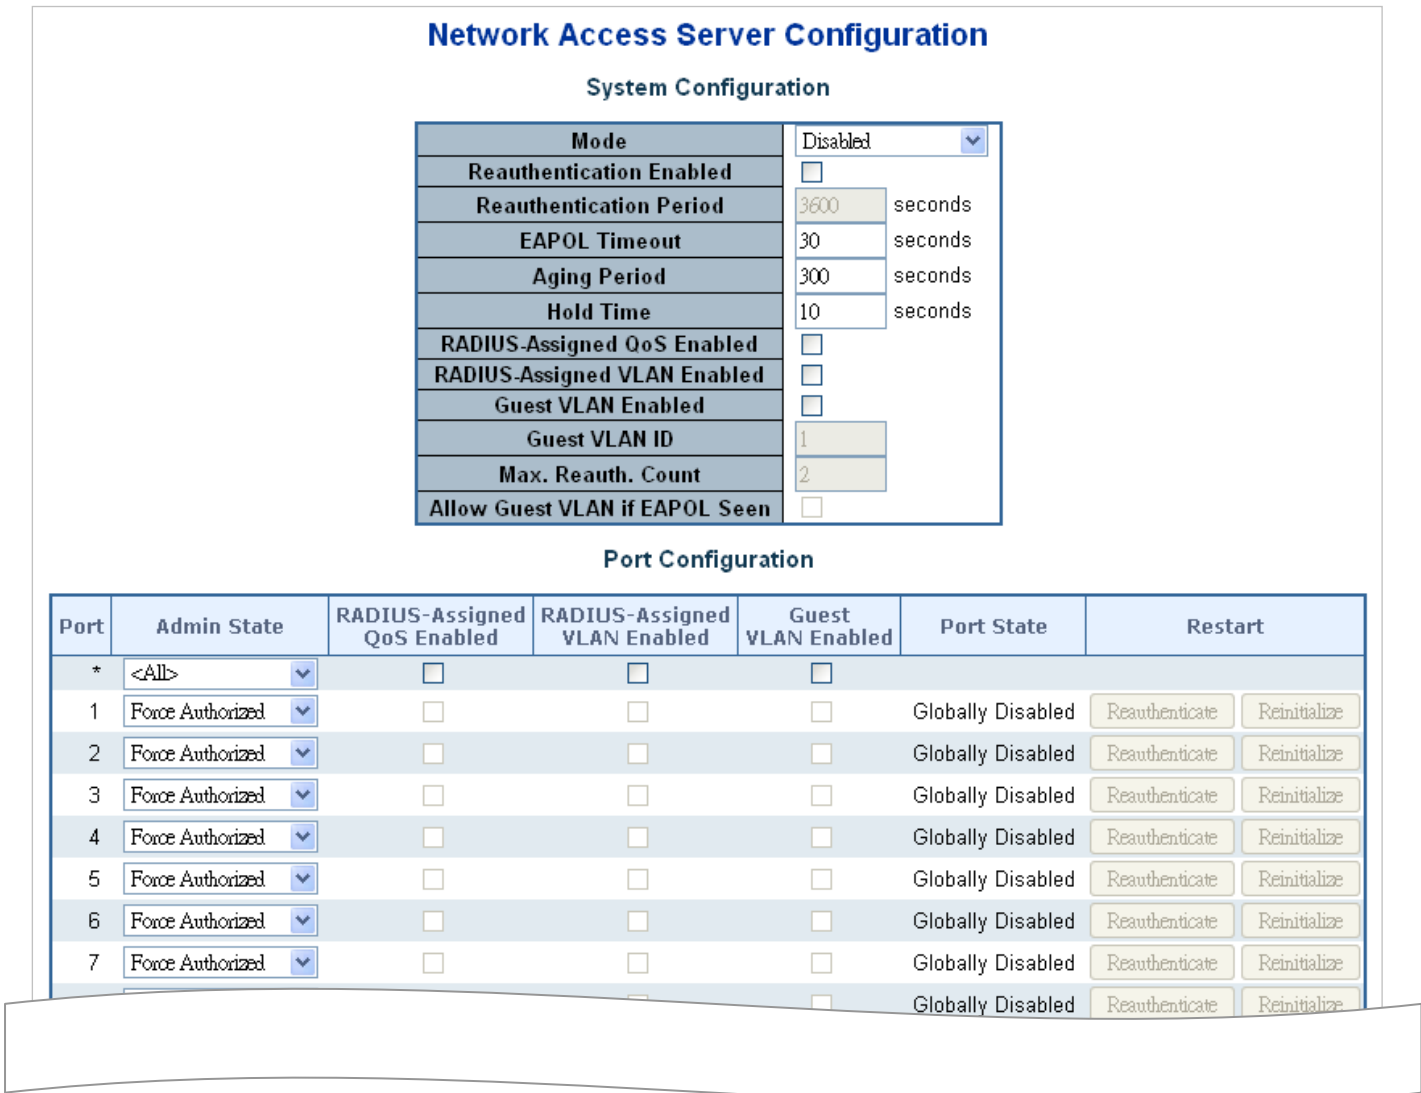 Network Access Server Configuration
System Configuration
Mode Disabled
Reauthentication Enabled
Reauthentication Period 3600 seconds
EAPOL Timeout 30 seconds
Aging Period 300 seconds
Hold Time 10 seconds
RADIUS-Assigned QoS Enabled
RADIUS-Assigned VLAN Enabled
Guest VLAN Enabled
Guest VLAN ID 1
Max. Reauth. Count 2
Allow Guest VLAN if EAPOL Seen
Port Configuration
Port Admin State RADIUS-Assigned QoS Enabled RADIUS-Assigned VLAN Enabled Guest VLAN Enabled Port State Restart
* <All>
1 Force Authorized Globally Disabled Reauthenticate Reinitialize
2 Force Authorized Globally Disabled Reauthenticate Reinitialize
3 Force Authorized Globally Disabled Reauthenticate Reinitialize
4 Force Authorized Globally Disabled Reauthenticate Reinitialize
5 Force Authorized Globally Disabled Reauthenticate Reinitialize
6 Force Authorized Globally Disabled Reauthenticate Reinitialize
7 Force Authorized Globally Disabled Reauthenticate Reinitialize
Globally Disabled Reauthenticate Reinitialize